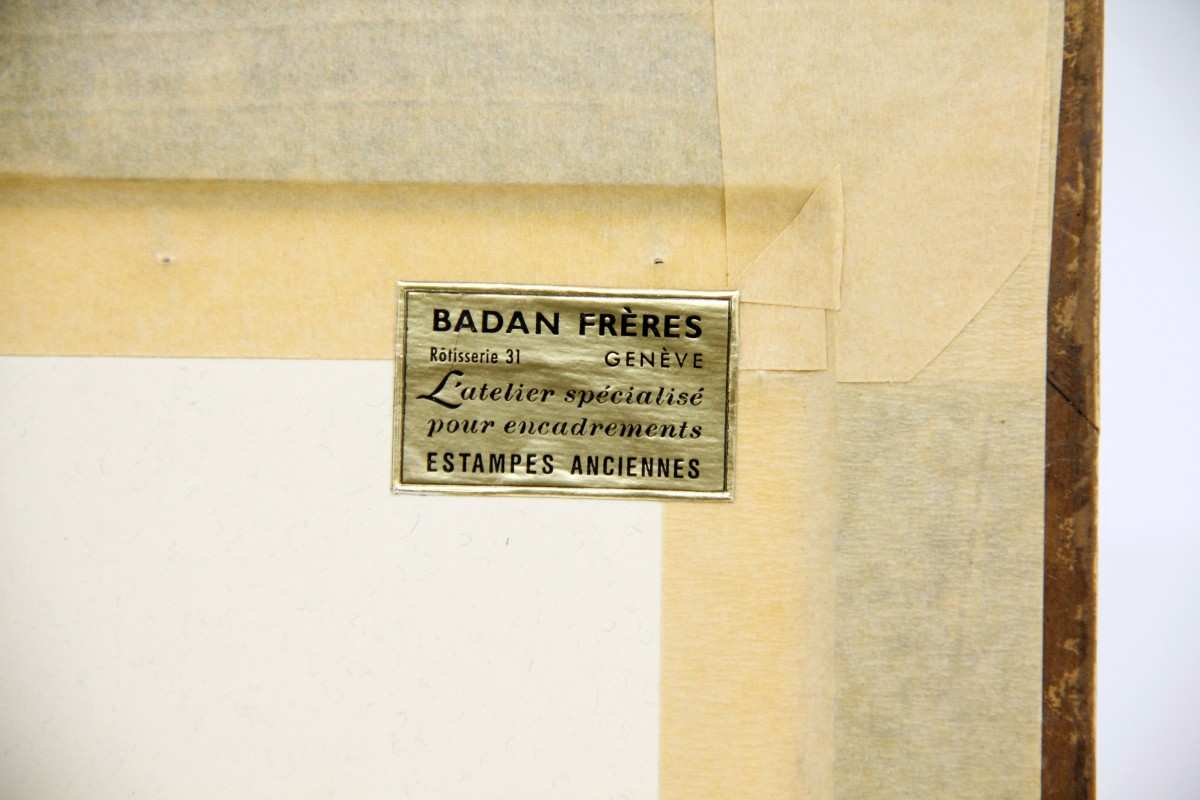 BADAN FRÈRES
Rôtisserie 31 GENÈVE
L'atelier spécialisé
pour encadrements
ESTAMPES ANCIENNES